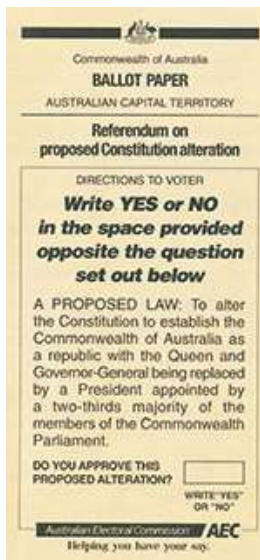 Commonwealth of Australia
BALLOT PAPER
AUSTRALIAN CAPITAL TERRITORY
Referendum on
proposed Constitution alteration
DIRECTIONS TO VOTER
Write YES or NO
in the space provided
opposite the question
set out below
A PROPOSED LAW: To alter
the Constitution to establish the
Commonwealth of Australia as
a republic with the Queen and
Governor-General being replaced
by a President appointed by
a two-thirds majority of the
members of the Commonwealth
Parliament.
DO YOU APPROVE THIS
PROPOSED ALTERATION?
WRITE "YES"
OR "NO"
Australian Electoral Commission AEC
Helping you have your say.